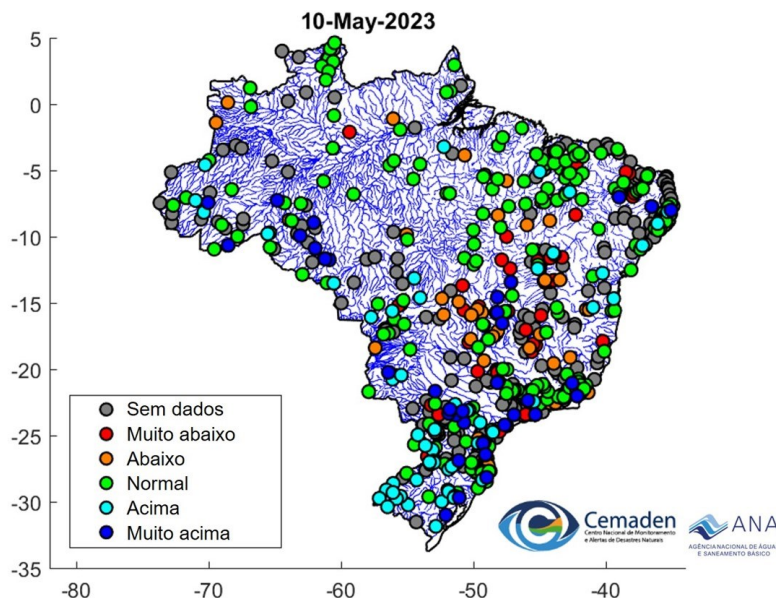 10-May-2023
5
0
-5
-10
-15
-20
-25
-30
-35
-80
-70
-60
-50
-40
Sem dados
Muito abaixo
Abaixo
Normal
Acima
Muito acima
Cemaden
Centro Nacional de Monitoramento
e Alertas de Desastres Naturais
ANA
AGÊNCIA NACIONAL DE ÁGUA
E SANEAMENTO BÁSICO